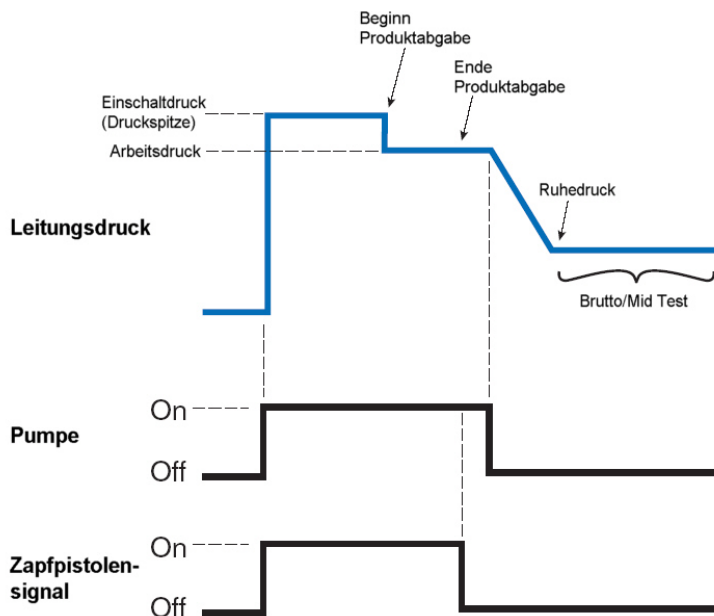 Beginn
Produktabgabe
Ende
Produktabgabe
Einschaltdruck
(Druckspitze)
Arbeitsdruck
Ruhedruck
Leitungsdruck
Brutto/Mid Test
On
Pumpe
Off
On
Zapfpistolen-
signal
Off